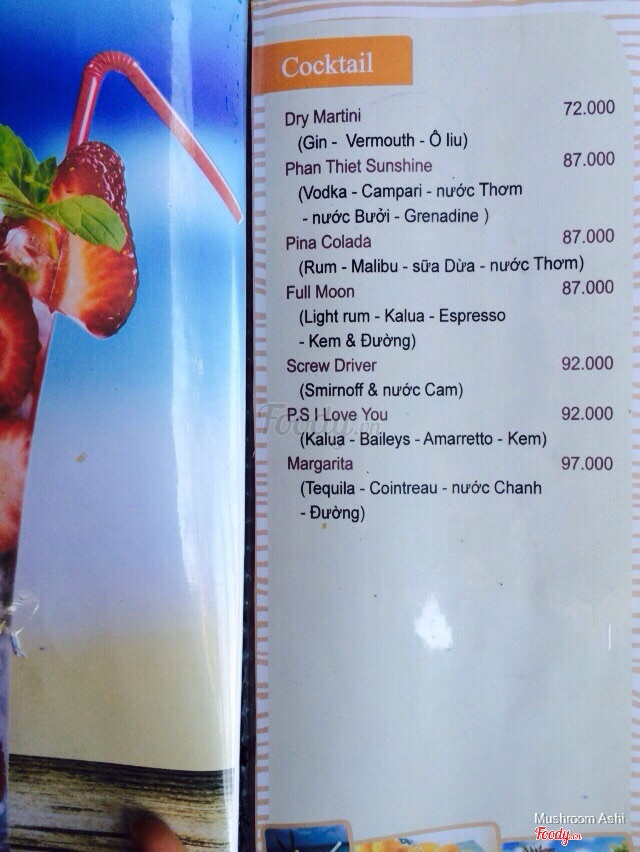 Cocktail
Dry Martini 72.000
(Gin - Vermouth - Ô liu)
Phan Thiet Sunshine 87.000
(Vodka - Campari - nước Thơm
- nước Bưởi - Grenadine )
Pina Colada 87.000
(Rum - Malibu - sữa Dừa - nước Thơm)
Full Moon 87.000
(Light rum - Kalua - Espresso
- Kem & Đường)
Screw Driver 92.000
(Smirnoff & nước Cam)
P.S I Love You 92.000
(Kalua - Baileys - Amarretto - Kem)
Margarita 97.000
(Tequila - Cointreau - nước Chanh
- Đường)
Foody.vn
Mushroom Ashi
Foody.vn